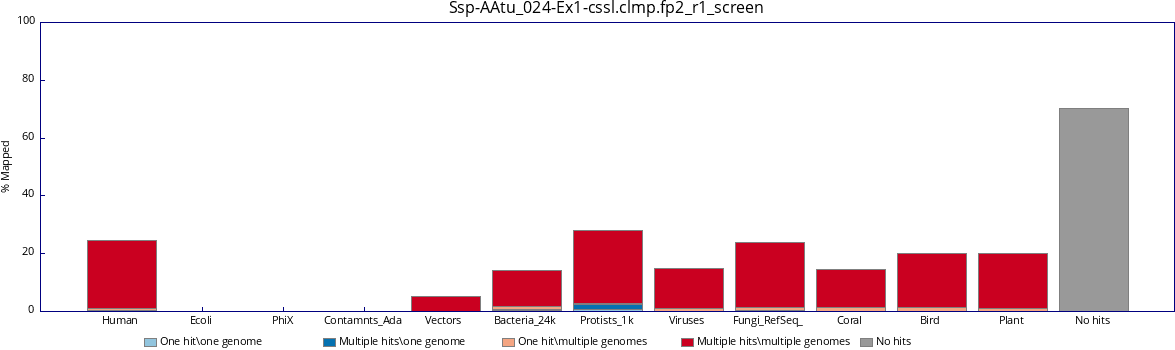 Ssp-AAtu_024-Ex1-cssl.clmp.fp2_r1_screen
100
80
60
40
20
0
% Mapped
Human Ecoli PhiX Contamnts_Ada Vectors Bacteria_24k Protists_1k Viruses Fungi_RefSeq_ Coral Bird Plant No hits
One hit\one genome Multiple hits\one genome One hit\multiple genomes Multiple hits\multiple genomes No hits